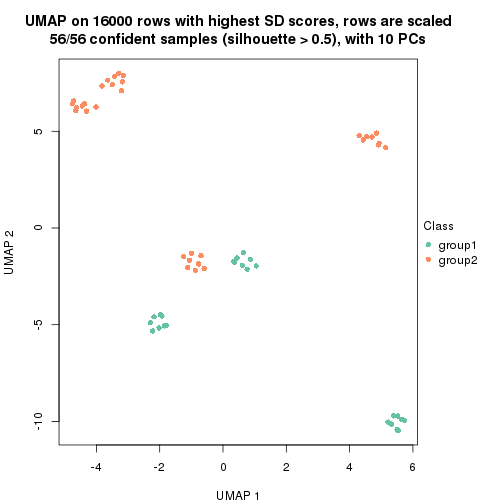 UMAP on 16000 rows with highest SD scores, rows are scaled
56/56 confident samples (silhouette > 0.5), with 10 PCs
5
0
-5
-10
UMAP 2
-4
-2
0
2
4
6
UMAP 1
Class
group1
group2